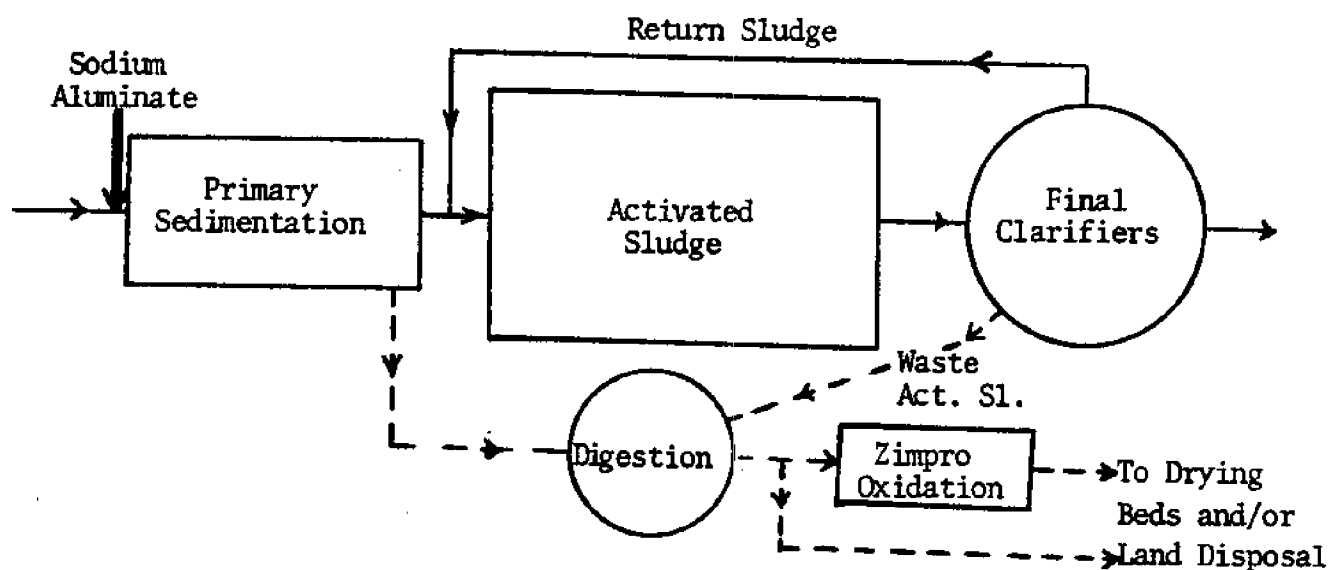 Return Sludge
Sodium
Aluminate
Primary
Sedimentation
Activated
Sludge
Final
Clarifiers
Waste
Act. Sl.
Digestion
Zimpro
Oxidation
To Drying
Beds and/or
Land Disposal